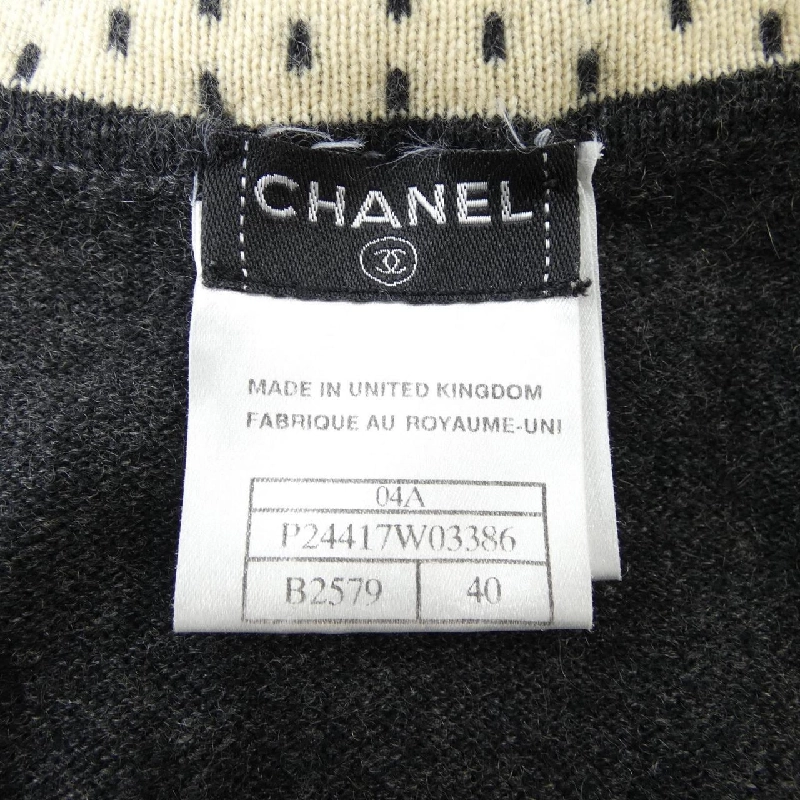 CHANEL
MADE IN UNITED KINGDOM
FABRIQUE AU ROYAUME-UNI
04A
P24417W03386
B2579 40